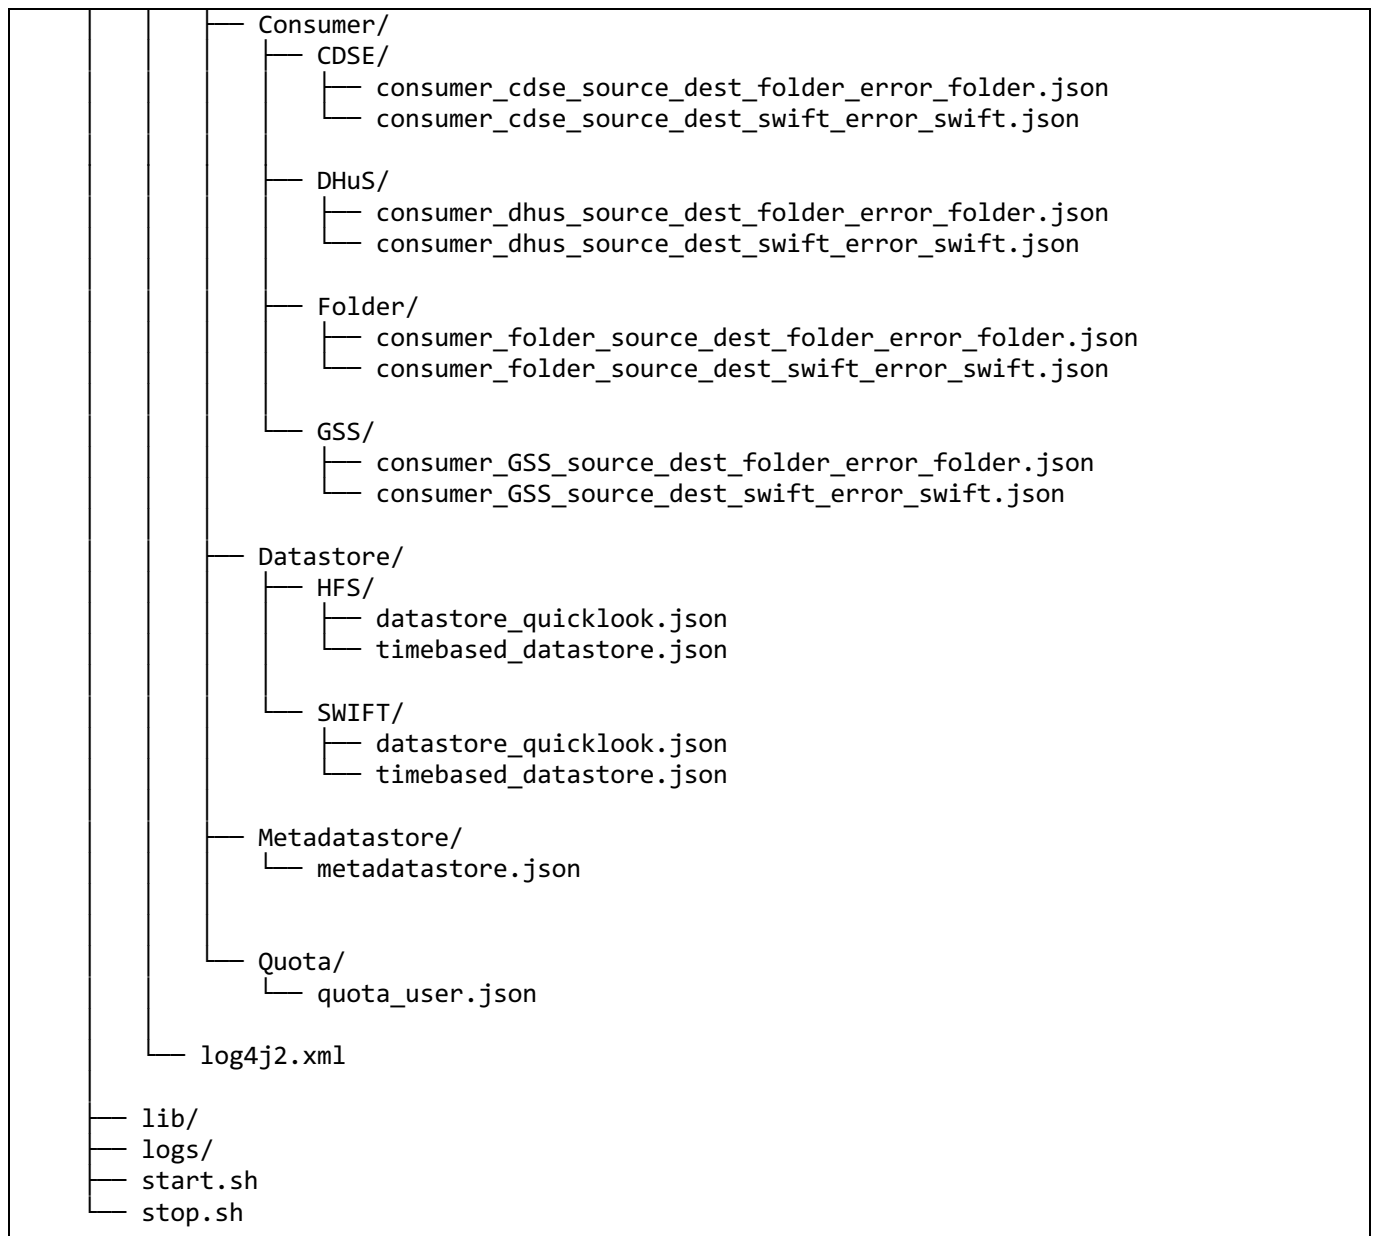 Consumer/
CDSE/
consumer_cdse_source_dest_folder_error_folder.json
consumer_cdse_source_dest_swift_error_swift.json
DHuS/
consumer_dhus_source_dest_folder_error_folder.json
consumer_dhus_source_dest_swift_error_swift.json
Folder/
consumer_folder_source_dest_folder_error_folder.json
consumer_folder_source_dest_swift_error_swift.json
GSS/
consumer_GSS_source_dest_folder_error_folder.json
consumer_GSS_source_dest_swift_error_swift.json
Datastore/
HFS/
datastore_quicklook.json
timebased_datastore.json
SWIFT/
datastore_quicklook.json
timebased_datastore.json
Metadatastore/
metadatastore.json
Quota/
quota_user.json
log4j2.xml
lib/
logs/
start.sh
stop.sh